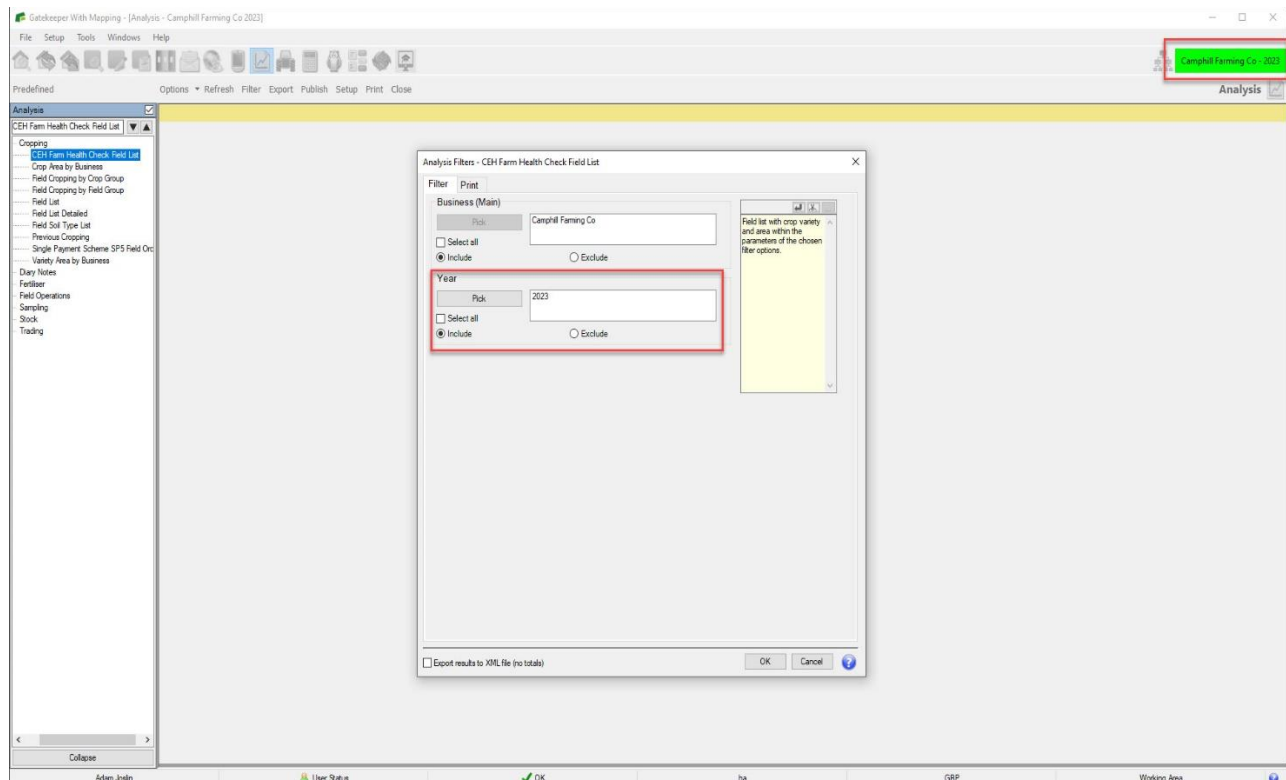 Gatekeeper With Mapping - [Analysis - Camphill Farming Co 2023]
File Setup Tools Windows Help
Camphill Farming Co - 2023
Predefined
Options Refresh Filter Export Publish Setup Print Close
Analysis
Analysis
CEH Farm Health Check Field List
Cropping
CEH Farm Health Check Field List
Crop Area by Business
Field Cropping by Crop Group
Field Cropping by Field Group
Field List
Field List Detailed
Field Soil Type List
Previous Cropping
Single Payment Scheme SP5 Field Orc
Variety Area by Business
Diary Notes
Fertiliser
Field Operations
Sampling
Stock
Trading
Collapse
Analysis Filters - CEH Farm Health Check Field List
Filter Print
Business (Main)
Pick
Camphill Farming Co
Select all
Include Exclude
Year
Pick
2023
Select all
Include Exclude
Field list with crop variety
and area within the
parameters of the chosen
filter options.
Export results to XML file (no totals)
OK Cancel
Adam Joslin User Status OK ha GBP Working Area